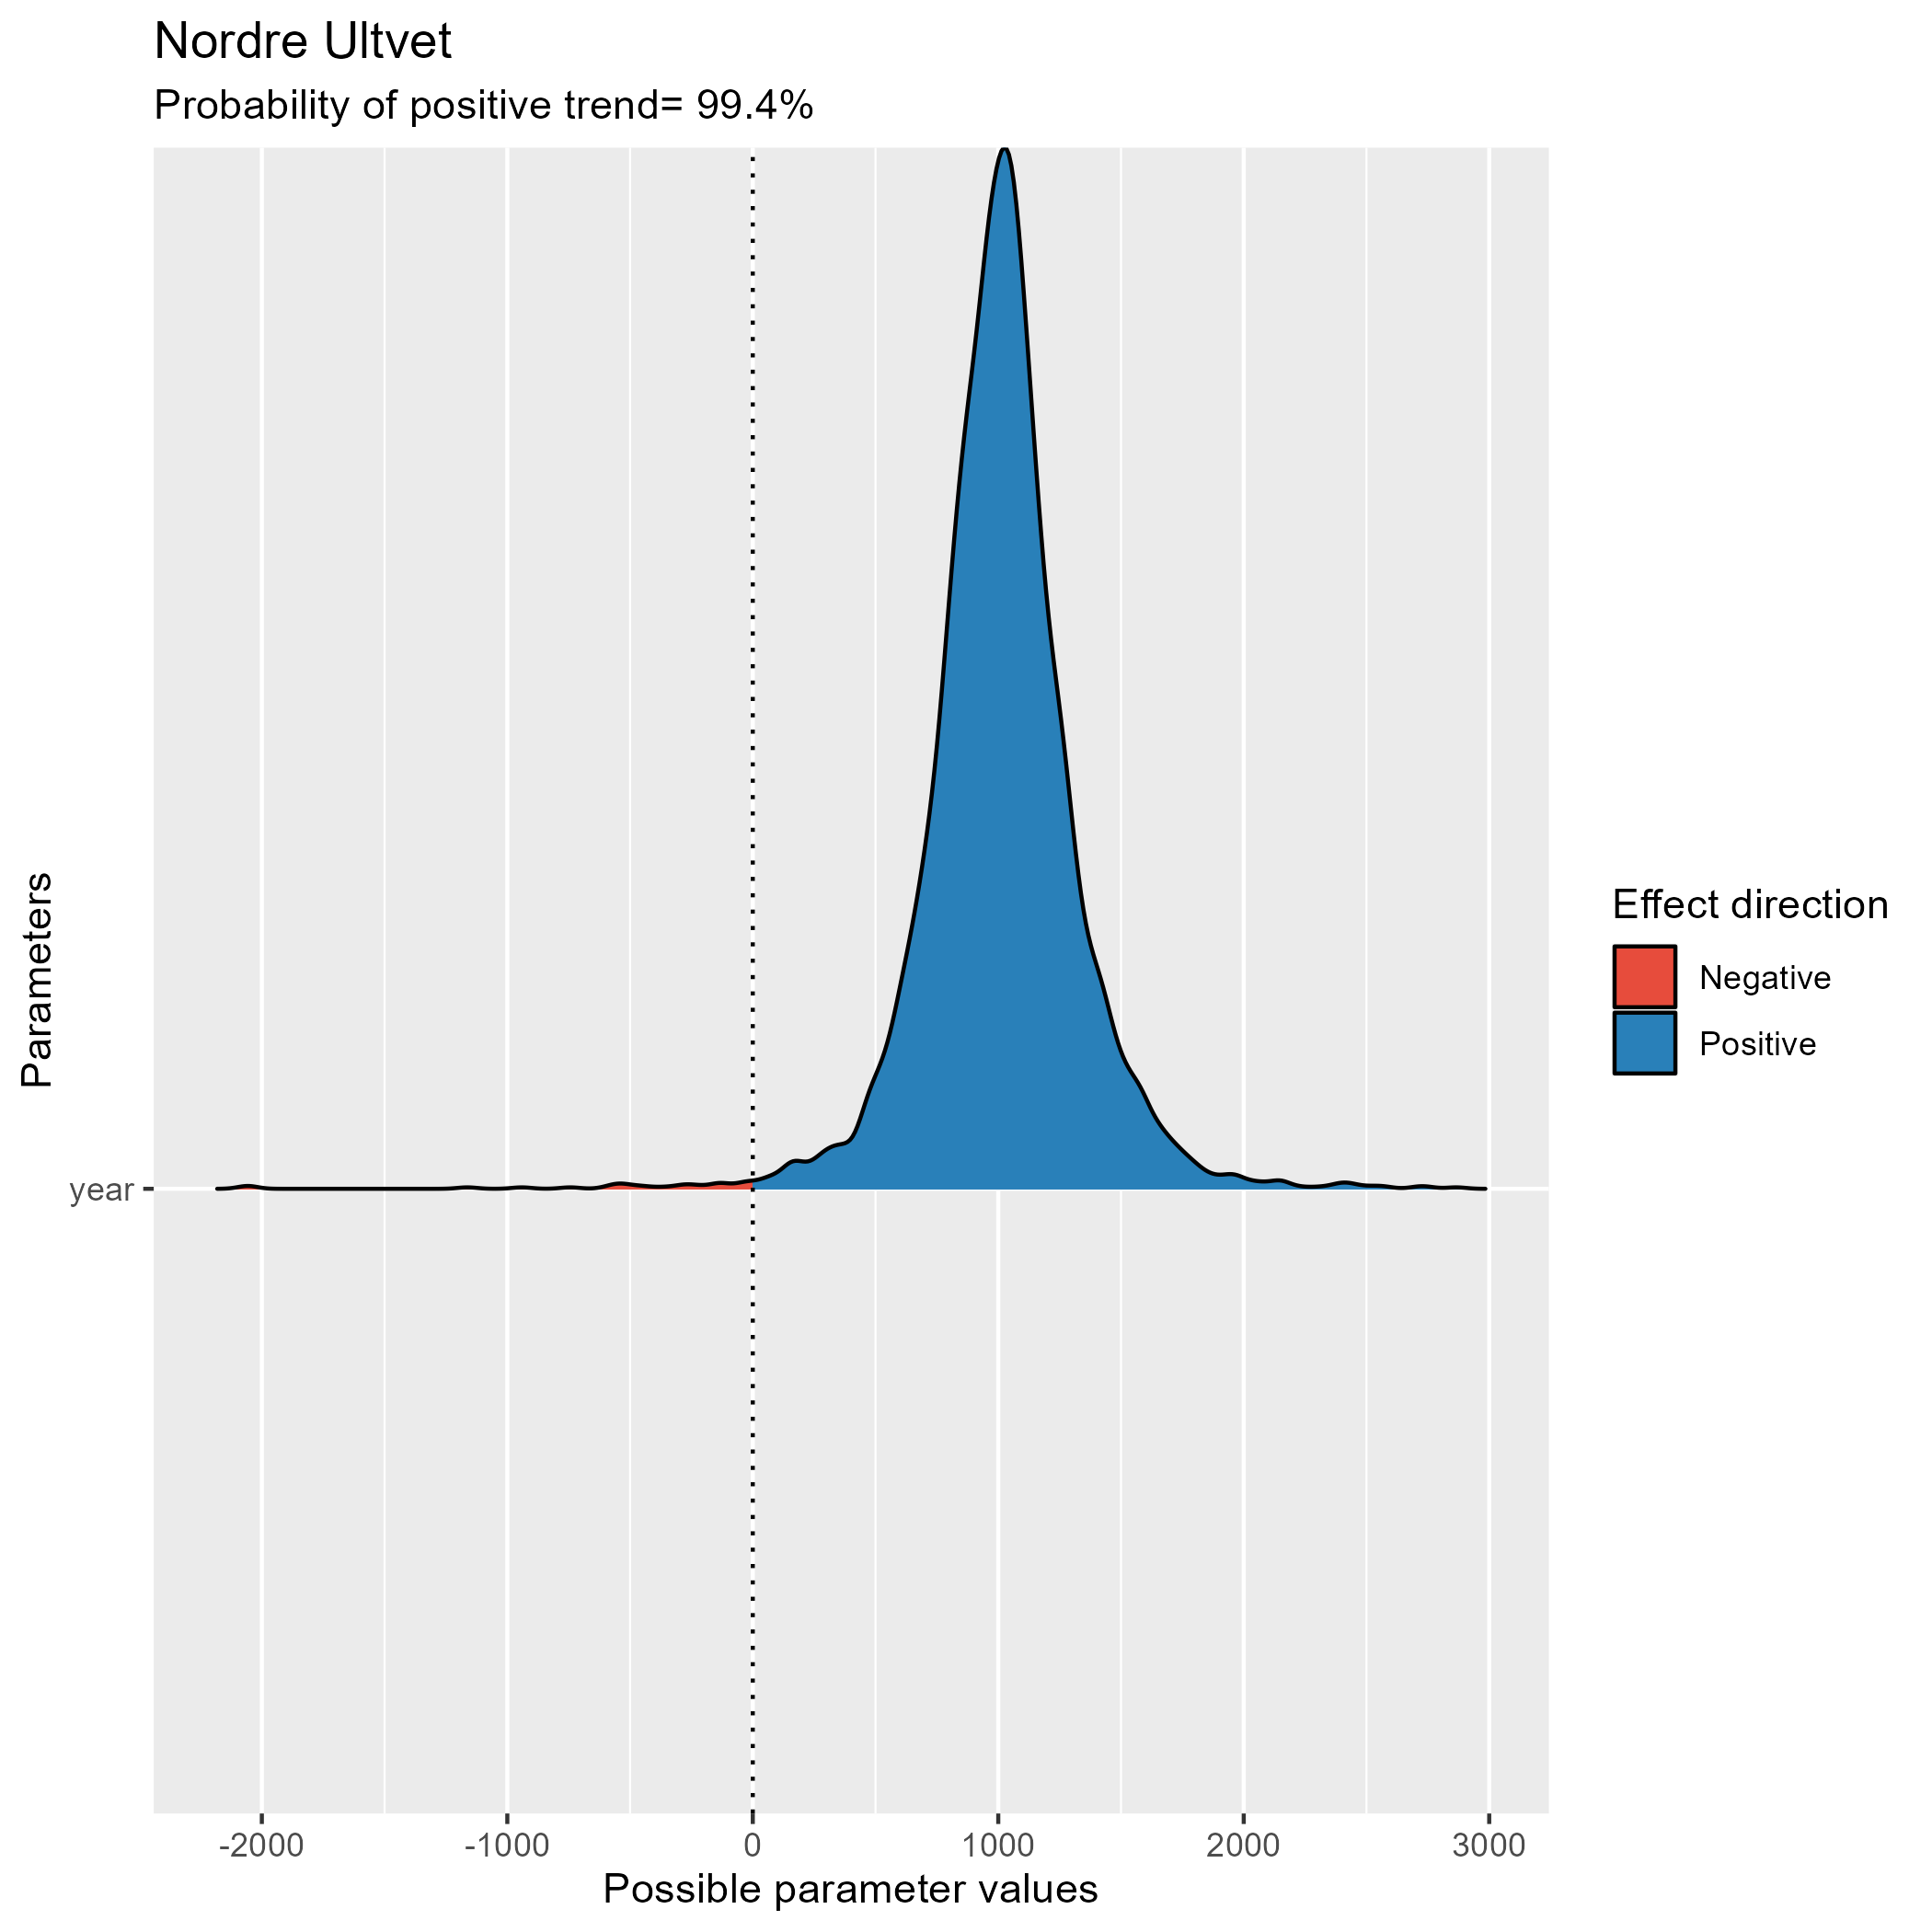 Nordre Ultvet
Probability of positive trend= 99.4%
Parameters
year
-2000 -1000 0 1000 2000 3000
Possible parameter values
Effect direction
Negative
Positive